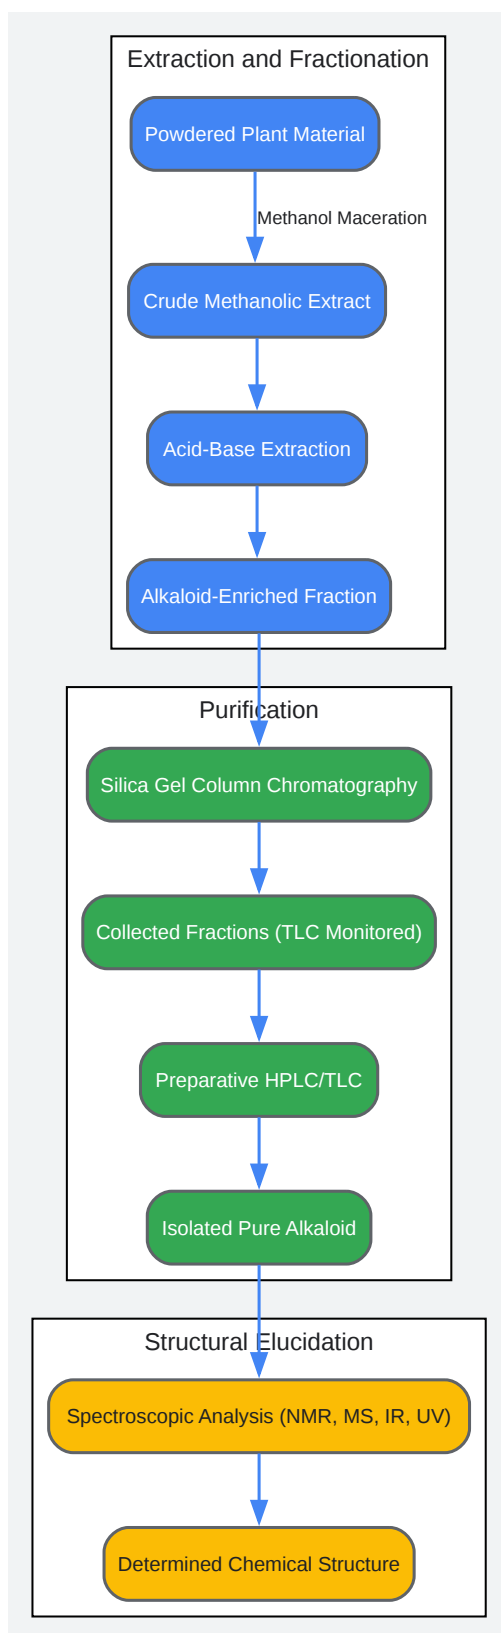 Extraction and Fractionation
Powdered Plant Material
Methanol Maceration
Crude Methanolic Extract
Acid-Base Extraction
Alkaloid-Enriched Fraction
Purification
Silica Gel Column Chromatography
Collected Fractions (TLC Monitored)
Preparative HPLC/TLC
Isolated Pure Alkaloid
Structural Elucidation
Spectroscopic Analysis (NMR, MS, IR, UV)
Determined Chemical Structure